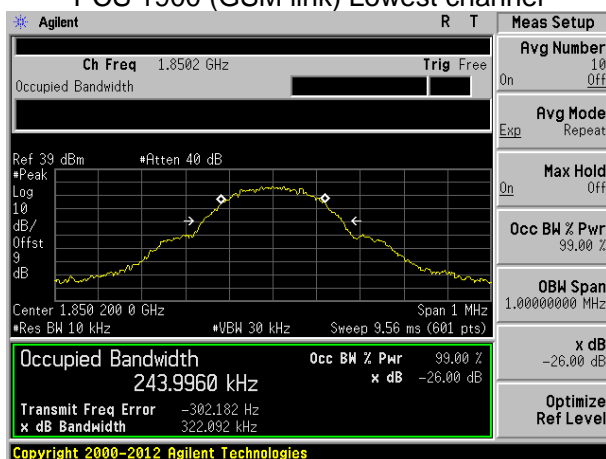 PCS 1900 (GSM link) Lowest channel
Agilent R T Meas Setup
Avg Number
10
On Off
Ch Freq 1.8502 GHz Trig Free
Occupied Bandwidth
Avg Mode
Exp Repeat
Ref 39 dBm #Atten 40 dB
#Peak
Log
10
dB/
Offst
9
dB
Max Hold
On Off
Occ BW % Pwr
99.00 %
OBW Span
1.00000000 MHz
Center 1.850 200 0 GHz Span 1 MHz
#Res BW 10 kHz #VBW 30 kHz Sweep 9.56 ms (601 pts)
Occupied Bandwidth Occ BW % Pwr 99.00 %
243.9960 kHz x dB -26.00 dB
Transmit Freq Error -302.182 Hz
x dB Bandwidth 322.092 kHz
x dB
-26.00 dB
Optimize
Ref Level
Copyright 2000-2012 Agilent Technologies